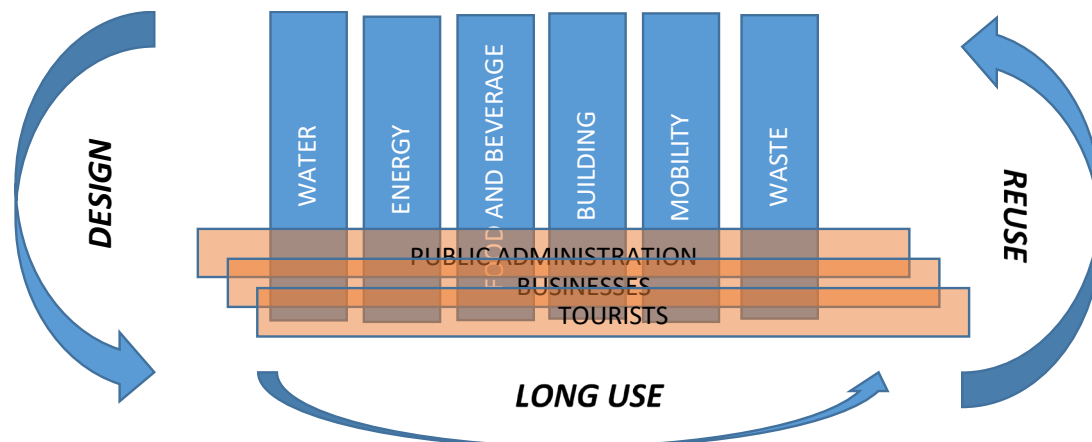 DESIGN
WATER
ENERGY
FOOD AND BEVERAGE
BUILDING
MOBILITY
WASTE
REUSE
PUBLIC ADMINISTRATION
BUSINESSES
TOURISTS
LONG USE